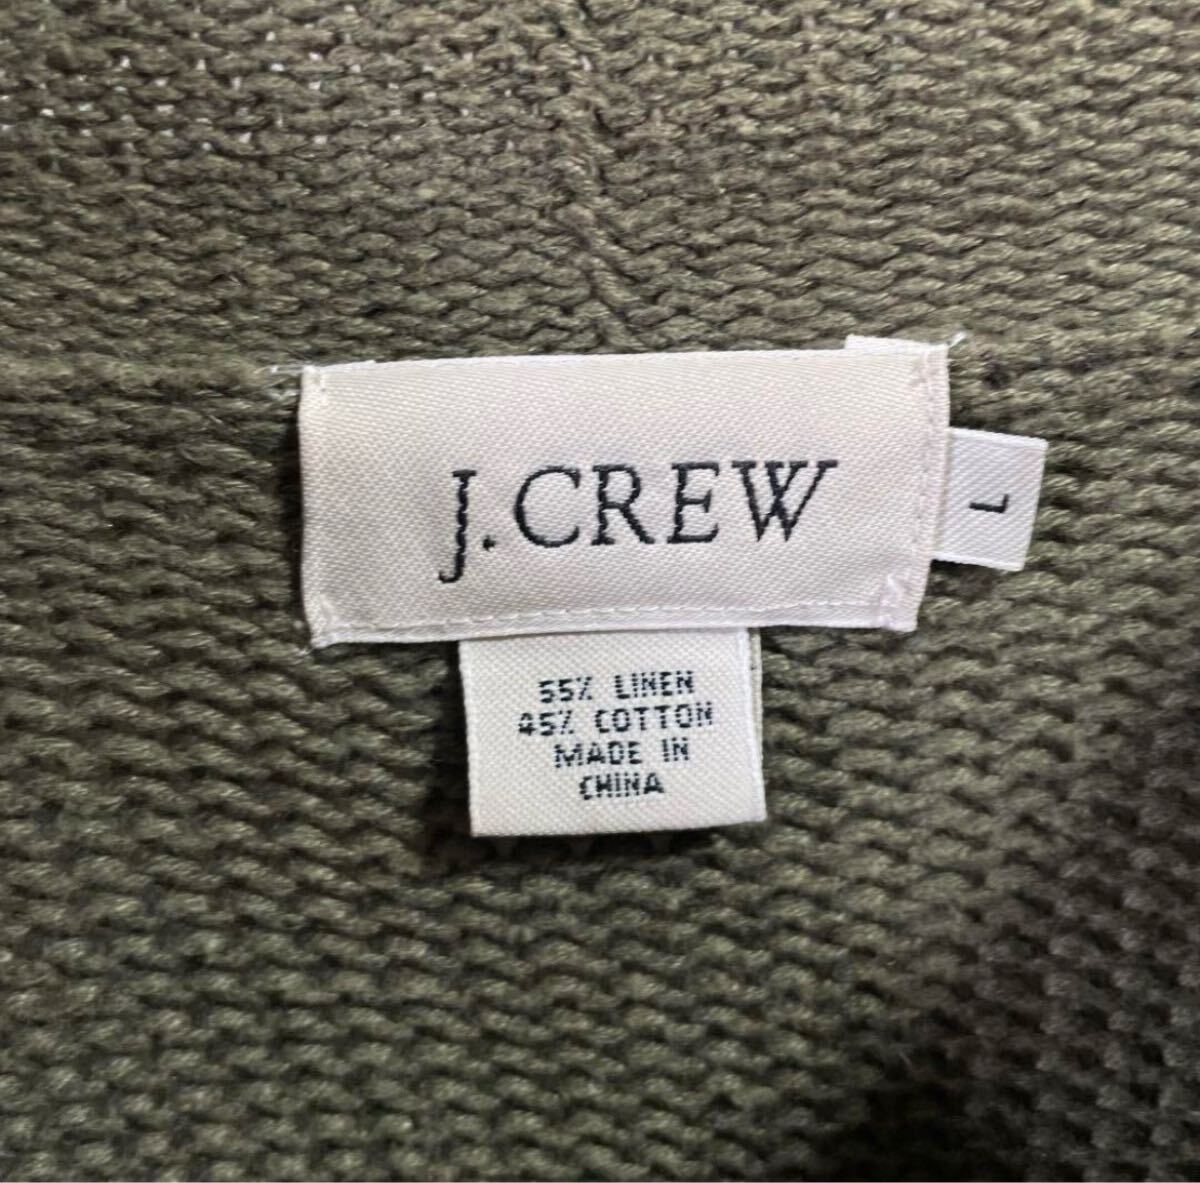 J.CREW
L
55% LINEN
45% COTTON
MADE IN
CHINA